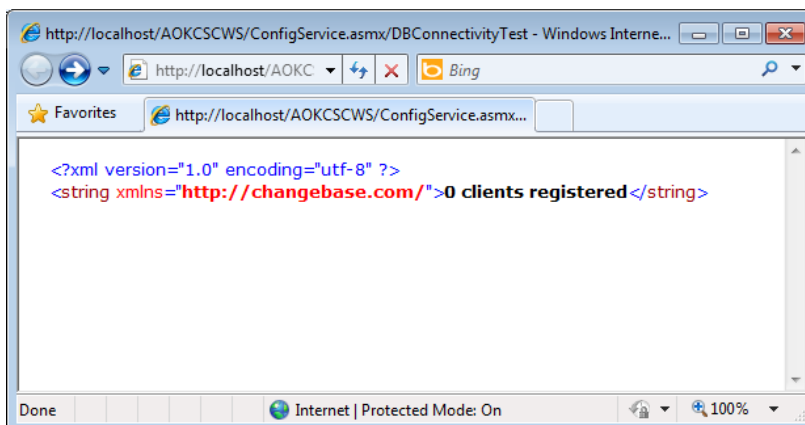 http://localhost/AOKCSCWS/ConfigService.asmx/DBConnectivityTest - Windows Interne...
http://localhost/AOKC
Bing
Favorites
http://localhost/AOKCSCWS/ConfigService.asmx...
<?xml version="1.0" encoding="utf-8" ?>
<string xmlns="http://changebase.com/">0 clients registered</string>
Done
Internet | Protected Mode: On
100%